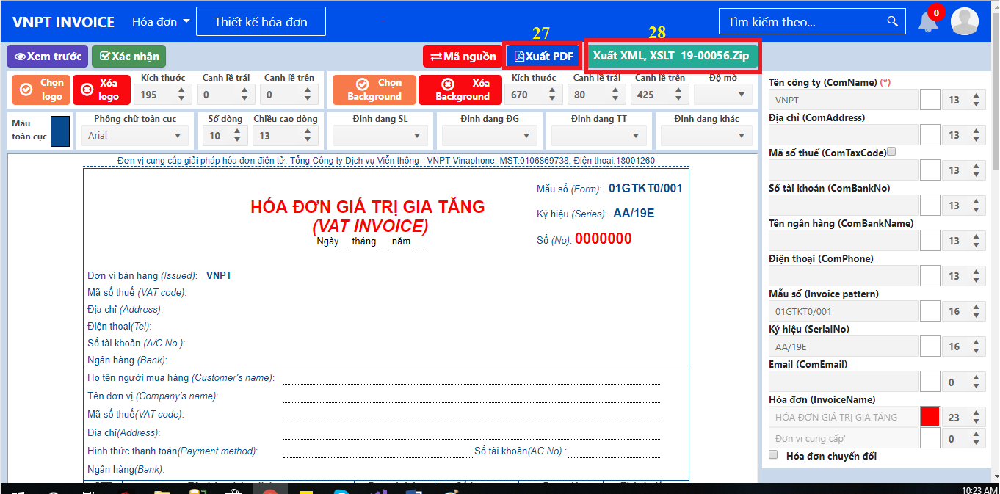 VNPT INVOICE Hóa đơn Thiết kế hóa đơn Tìm kiếm theo... 0
27 28
Xem trước Xác nhận Mã nguồn Xuất PDF Xuất XML, XSLT 19-00056.Zip
Chọn logo Xóa logo Kích thước 195 Canh lề trái 0 Canh lề trên 0 Chọn Background Xóa Background Kích thước 670 Canh lề trái 80 Canh lề trên 425 Độ mờ
Màu toàn cục Phông chữ toàn cục Arial Số dòng 10 Chiều cao dòng 13 Định dạng SL Định dạng ĐG Định dạng TT Định dạng khác
Đơn vị cung cấp giải pháp hóa đơn điện tử: Tổng Công ty Dịch vụ Viễn thông - VNPT Vinaphone, MST:0106869738, Điện thoại:18001260
Mẫu số (Form): 01GTKT0/001
HÓA ĐƠN GIÁ TRỊ GIA TĂNG
Ký hiệu (Series): AA/19E
(VAT INVOICE)
Số (No): 0000000
Ngày tháng năm
Đơn vị bán hàng (Issued): VNPT
Mã số thuế (VAT code):
Địa chỉ (Address):
Điện thoại(Tel):
Số tài khoản (A/C No.):
Ngân hàng (Bank):
Họ tên người mua hàng (Customer's name):
Tên đơn vị (Company's name):
Mã số thuế(VAT code):
Địa chỉ(Address):
Hình thức thanh toán(Payment method): Số tài khoản(AC No) :
Ngân hàng(Bank):
Tên công ty (ComName) (*)
VNPT 13
Địa chỉ (ComAddress)
13
Mã số thuế (ComTaxCode)
13
Số tài khoản (ComBankNo)
13
Tên ngân hàng (ComBankName)
13
Điện thoại (ComPhone)
13
Mẫu số (Invoice pattern)
01GTKT0/001 16
Ký hiệu (SerialNo)
AA/19E 16
Email (ComEmail)
0
Hóa đơn (InvoiceName)
HÓA ĐƠN GIÁ TRỊ GIA TĂNG 23
Đơn vị cung cấp' 0
Hóa đơn chuyển đổi
10:23 AM